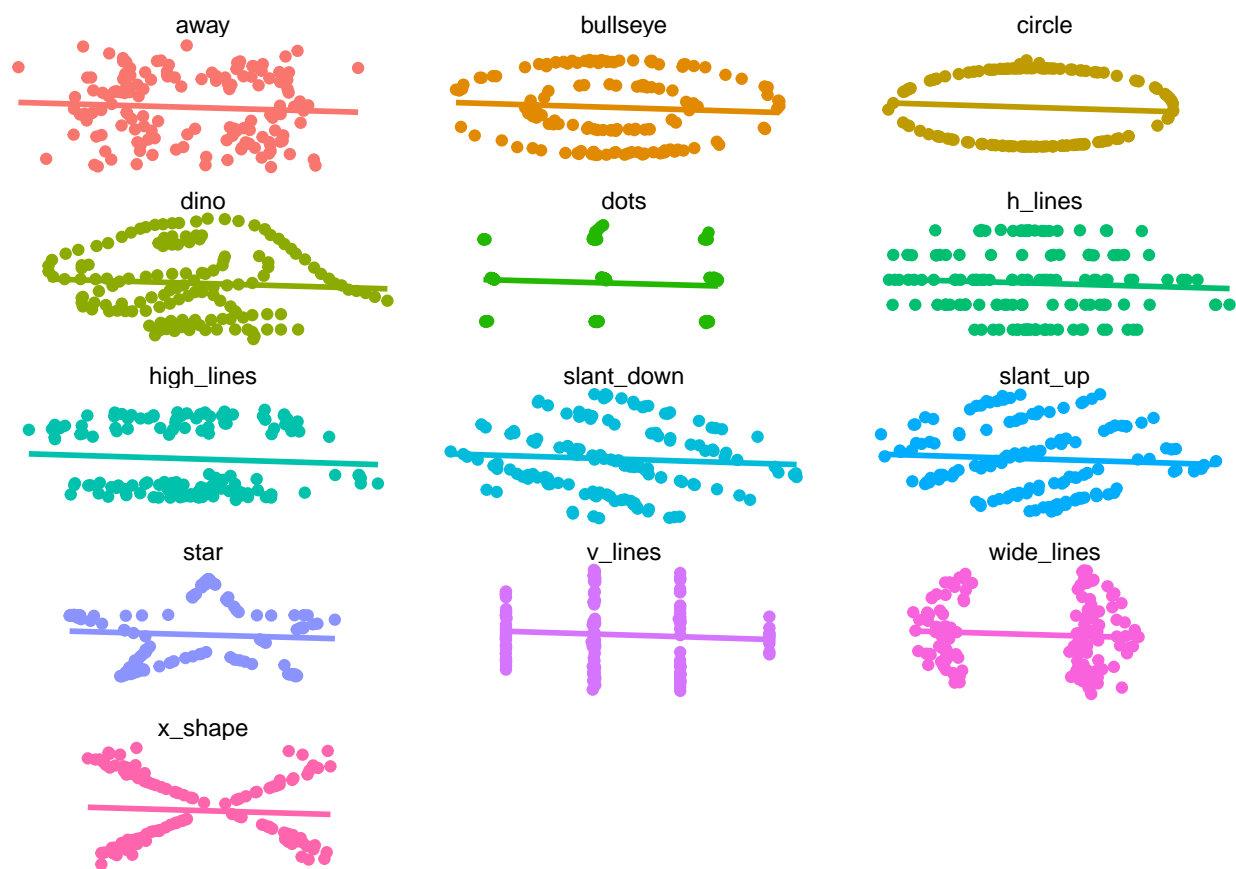 away
bullseye
circle
dino
dots
h_lines
high_lines
slant_down
slant_up
star
v_lines
wide_lines
x_shape